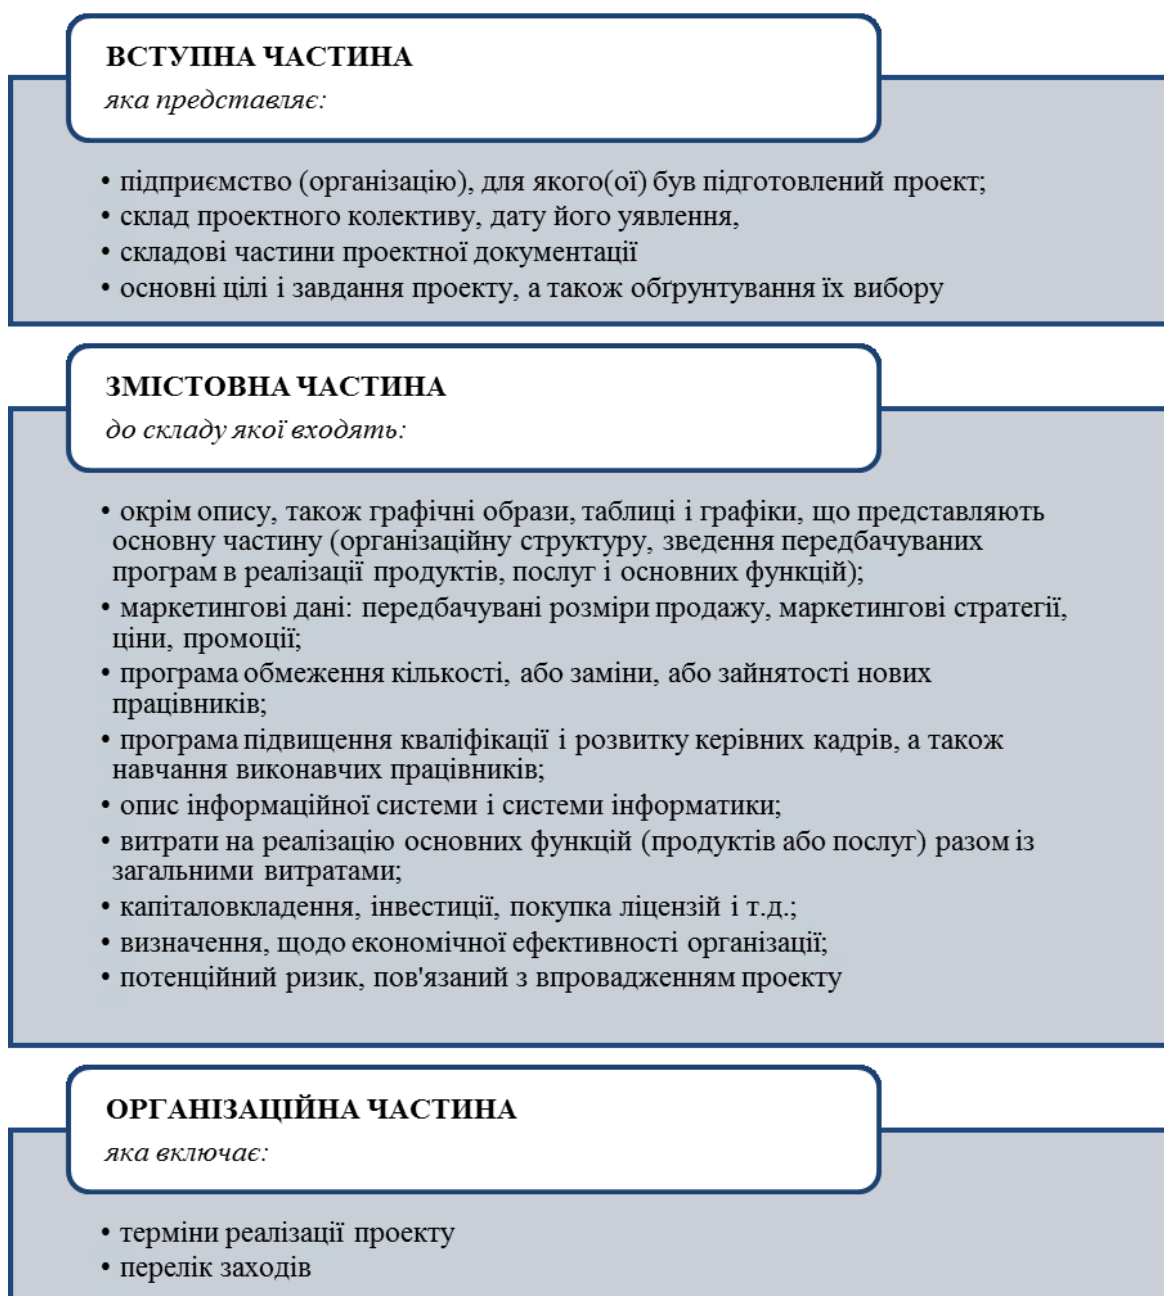 ВСТУПНА ЧАСТИНА
яка представляє:
• підприємство (організацію), для якого(ої) був підготовлений проект;
• склад проектного колективу, дату його уявлення,
• складові частини проектної документації
• основні цілі і завдання проекту, а також обґрунтування їх вибору
ЗМІСТОВНА ЧАСТИНА
до складу якої входять:
• окрім опису, також графічні образи, таблиці і графіки, що представляють
основну частину (організаційну структуру, зведення передбачуваних
програм в реалізації продуктів, послуг і основних функцій);
• маркетингові дані: передбачувані розміри продажу, маркетингові стратегії,
ціни, промоції;
• програма обмеження кількості, або заміни, або зайнятості нових
працівників;
• програма підвищення кваліфікації і розвитку керівних кадрів, а також
навчання виконавчих працівників;
• опис інформаційної системи і системи інформатики;
• витрати на реалізацію основних функцій (продуктів або послуг) разом із
загальними витратами;
• капіталовкладення, інвестиції, покупка ліцензій і т.д.;
• визначення, щодо економічної ефективності організації;
• потенційний ризик, пов'язаний з впровадженням проекту
ОРГАНІЗАЦІЙНА ЧАСТИНА
яка включає:
• терміни реалізації проекту
• перелік заходів